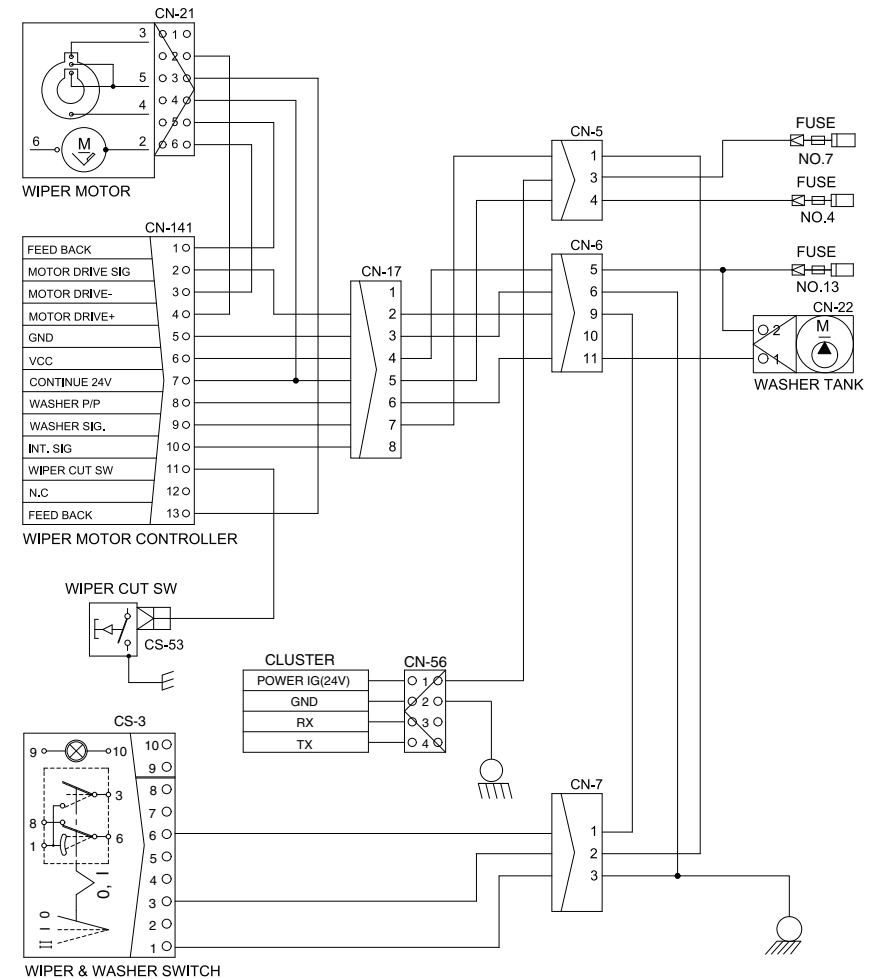 CN-21
3
5
4
6
M
2
1
2
3
4
5
6
WIPER MOTOR
CN-141
FEED BACK 1
MOTOR DRIVE SIG 2
MOTOR DRIVE- 3
MOTOR DRIVE+ 4
GND 5
VCC 6
CONTINUE 24V 7
WASHER P/P 8
WASHER SIG. 9
INT. SIG 10
WIPER CUT SW 11
N.C 12
FEED BACK 13
WIPER MOTOR CONTROLLER
CN-17
1
2
3
4
5
6
7
8
CN-5
1
3
4
CN-6
5
6
9
10
11
FUSE
NO.7
FUSE
NO.4
FUSE
NO.13
CN-22
2
1
M
WASHER TANK
WIPER CUT SW
CS-53
CLUSTER
CN-56
POWER IG(24V) 1
GND 2
RX 3
TX 4
CS-3
9 10
3
8
6
1
0, I
II I 0
10
9
8
7
6
5
4
3
2
1
WIPER & WASHER SWITCH
CN-7
1
2
3